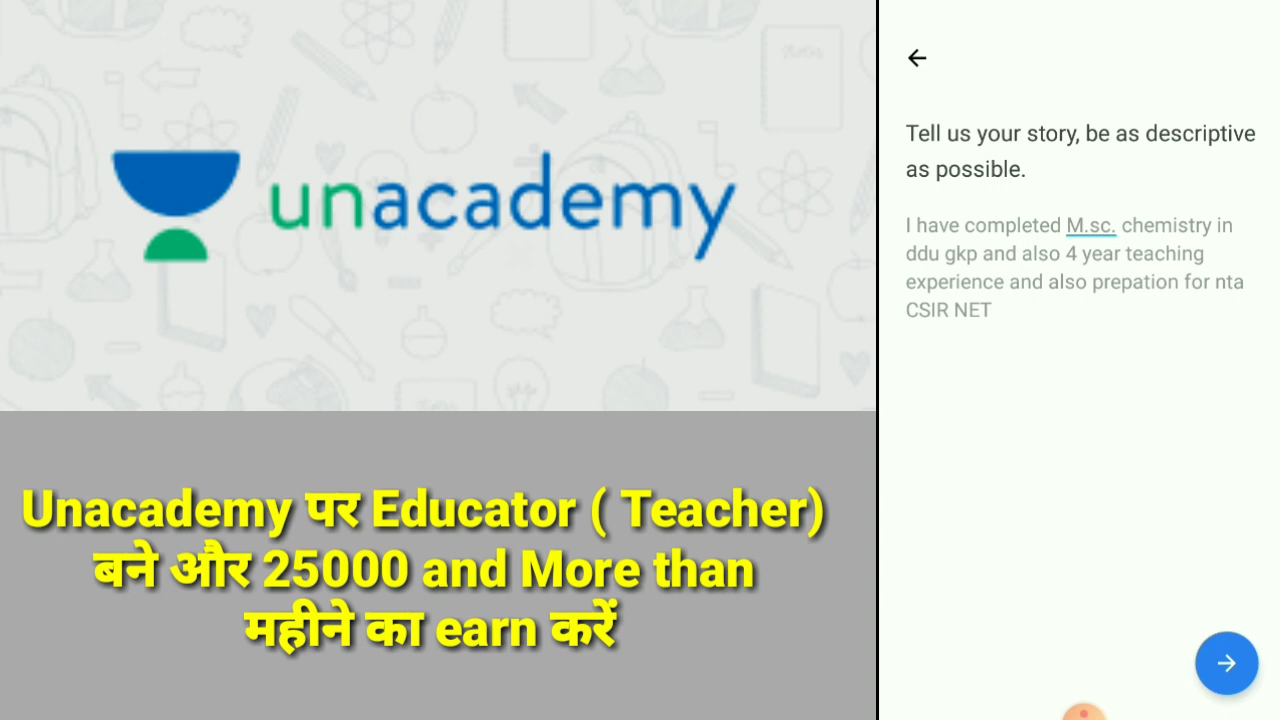 unacademy
Unacademy पर Educator ( Teacher)
बने और 25000 and More than
महीने का earn करें
Tell us your story, be as descriptive
as possible.
I have completed M.sc. chemistry in
ddu gkp and also 4 year teaching
experience and also prepation for nta
CSIR NET